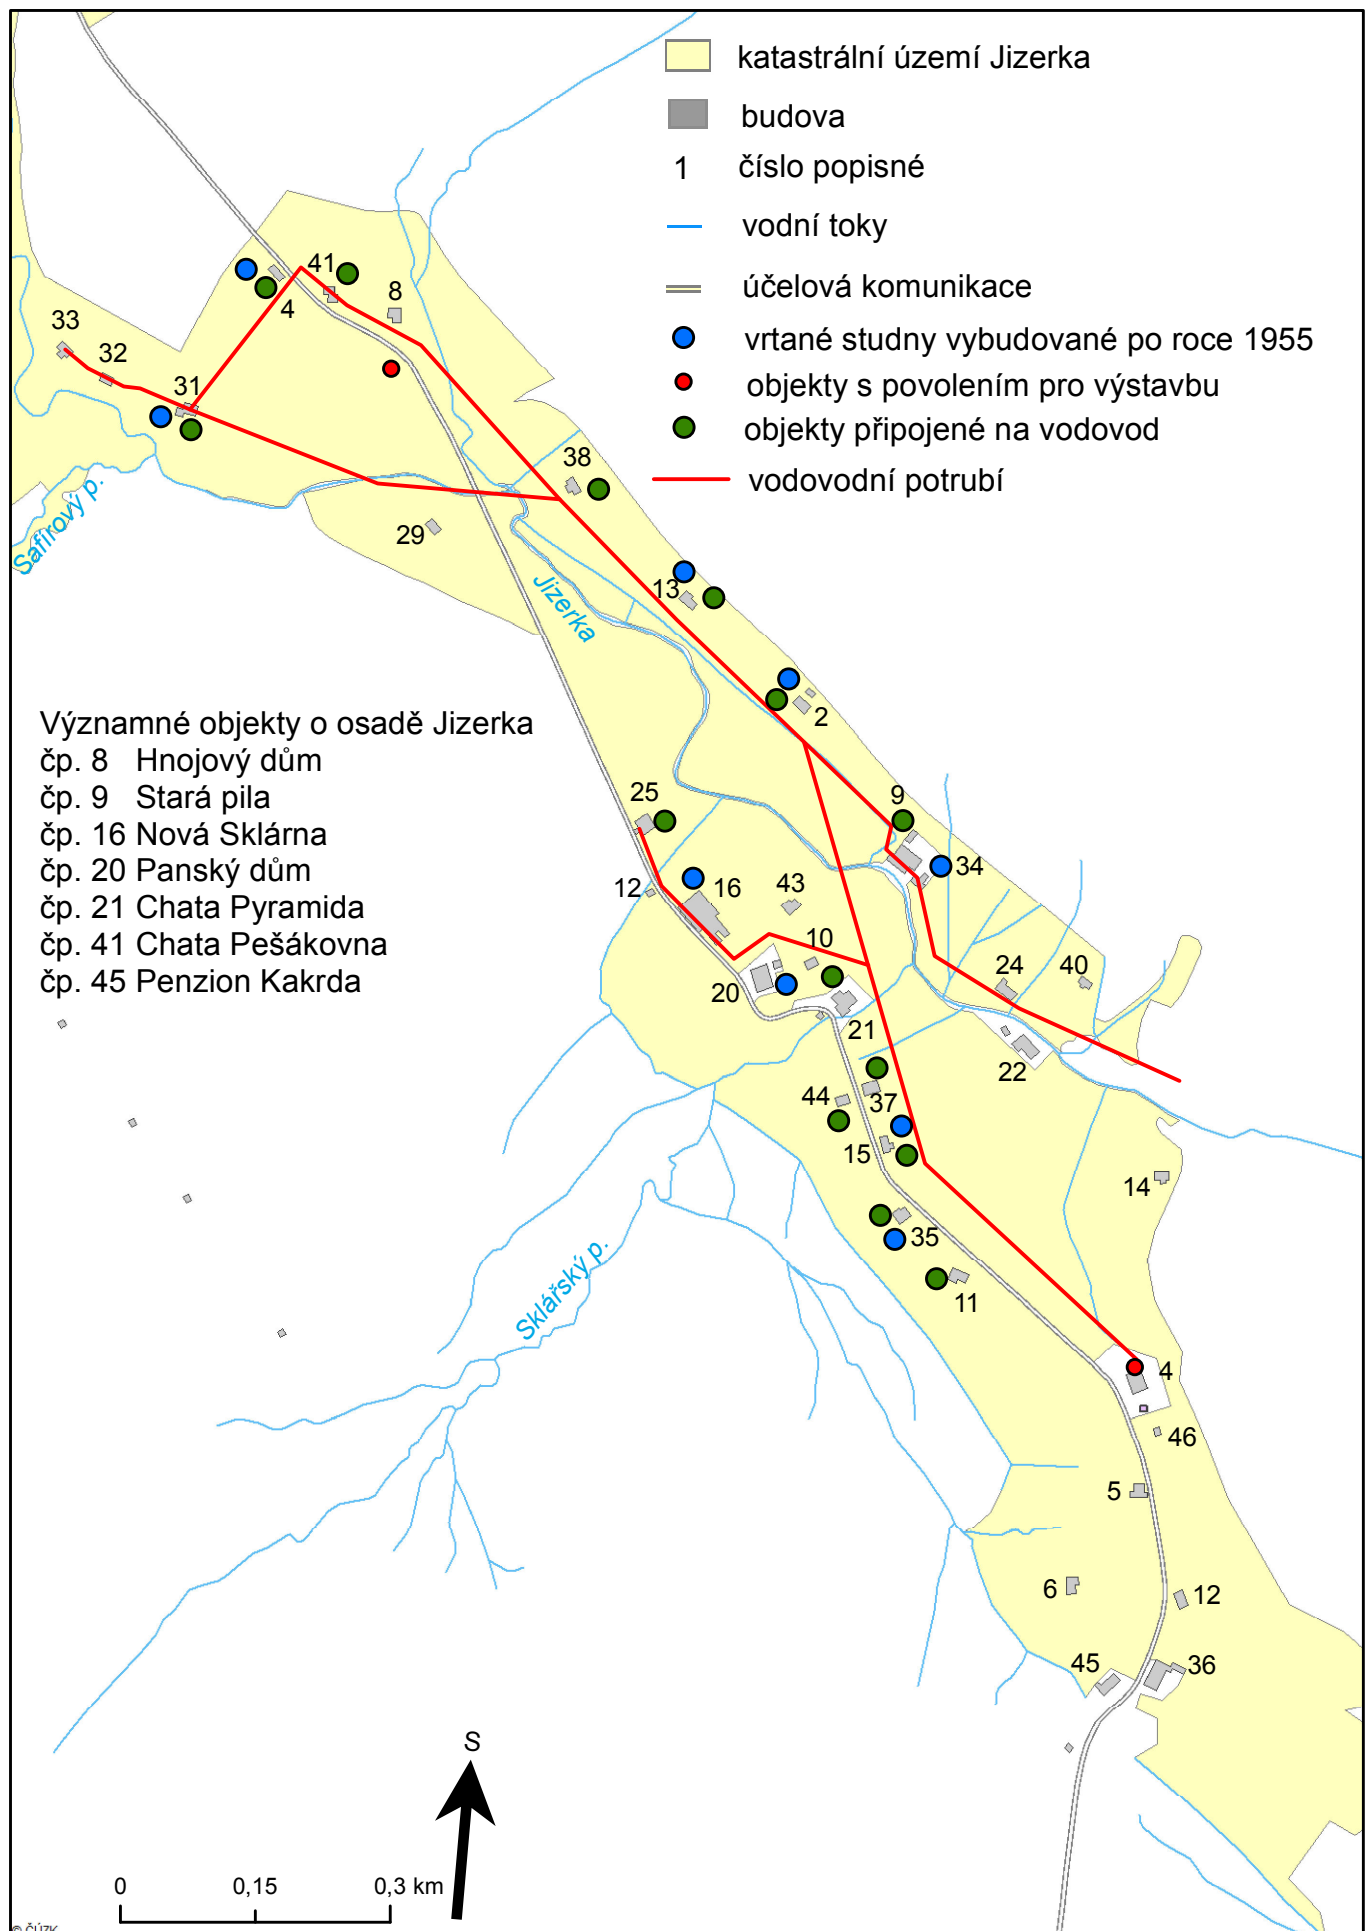 katastrální území Jizerka
budova
1 číslo popisné
vodní toky
účelová komunikace
vrtané studny vybudované po roce 1955
objekty s povolením pro výstavbu
objekty připojené na vodovod
vodovodní potrubí
41
4
8
33
32
31
38
29
Safírový p.
Jizerka
13
2
Významné objekty o osadě Jizerka
čp. 8 Hnojový dům
čp. 9 Stará pila
čp. 16 Nová Sklárna
čp. 20 Panský dům
čp. 21 Chata Pyramida
čp. 41 Chata Pešákovna
čp. 45 Penzion Kakrda
25
9
34
12
16
43
10
20
21
24
40
22
44
37
15
14
35
11
Sklářský p.
4
46
5
6
12
45
36
S
0 0,15 0,3 km
© ČÚZK